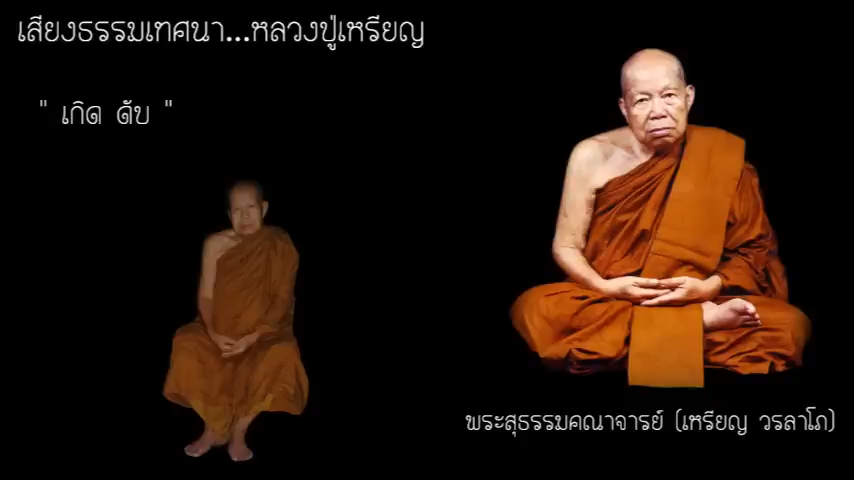 เสียงธรรมเทศนา...หลวงปู่เหรียญ
" เกิด ดับ "
พระสุธรรมคณาจารย์ (เหรียญ วรลาโภ)